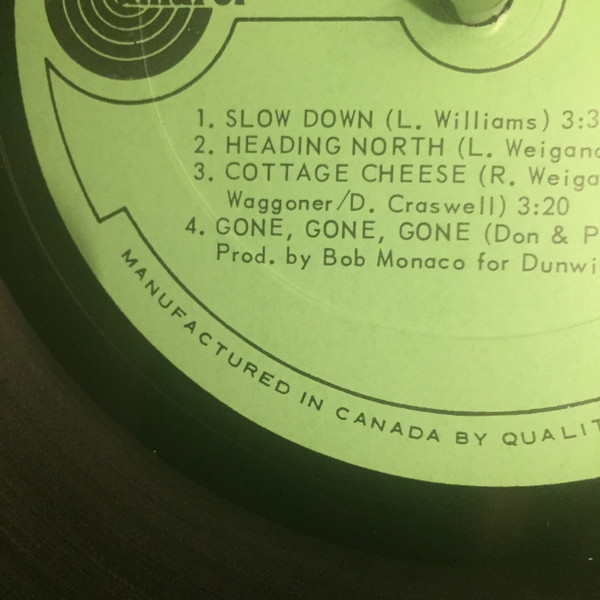 1. SLOW DOWN (L. Williams) 3:3
2. HEADING NORTH (L. Weigand
3. COTTAGE CHEESE (R. Weiga
Waggoner/D. Craswell) 3:20
4. GONE, GONE, GONE (Don & P
Prod. by Bob Monaco for Dunwi
MANUFACTURED IN CANADA BY QUALIT